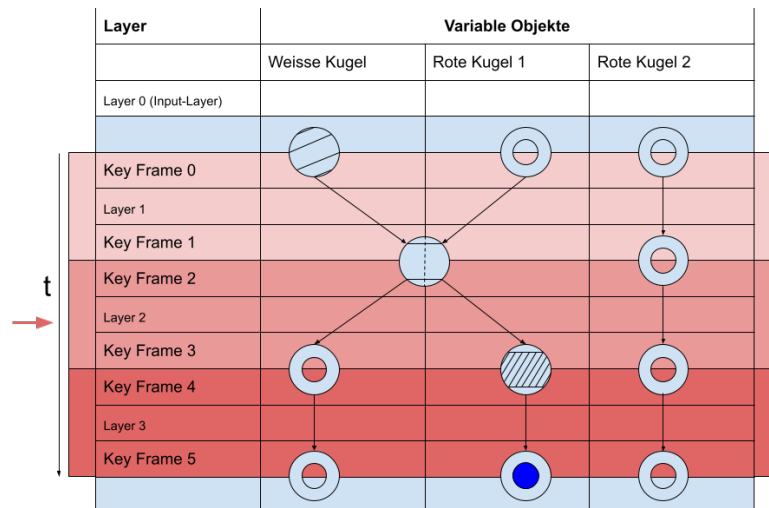 Layer Variable Objekte
Weisse Kugel Rote Kugel 1 Rote Kugel 2
Layer 0 (Input-Layer)
Key Frame 0
Layer 1
Key Frame 1
Key Frame 2
t
Layer 2
Key Frame 3
Key Frame 4
Layer 3
Key Frame 5